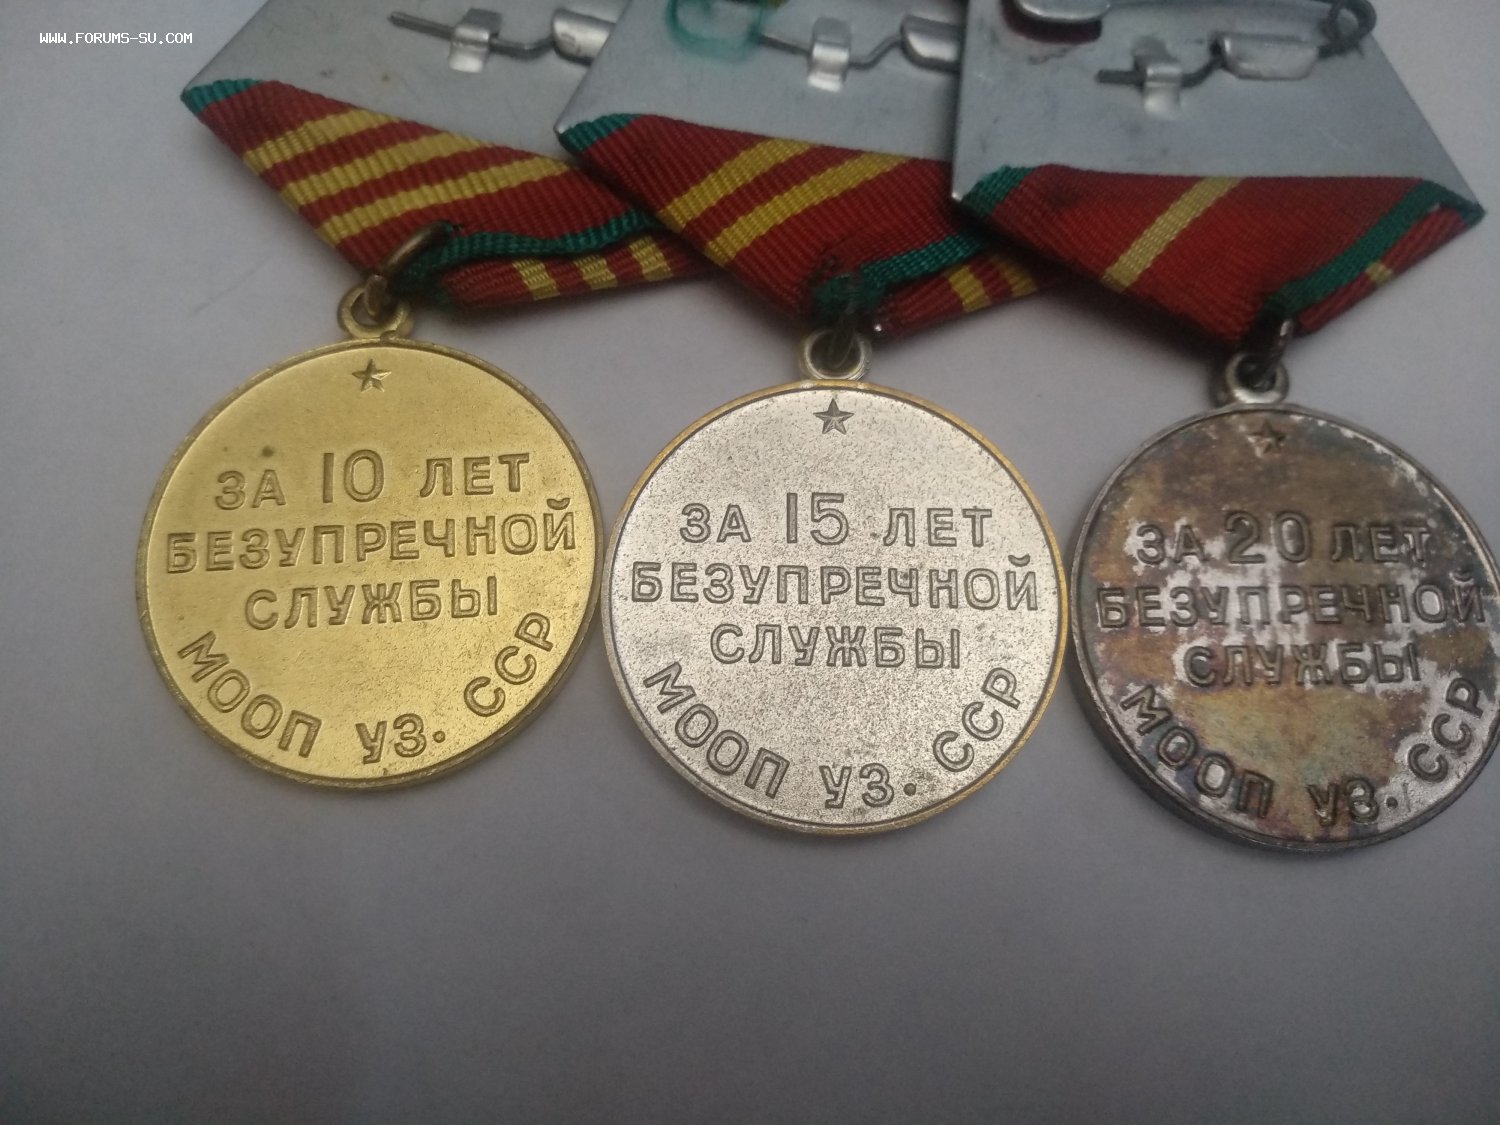 WWW.FORUMS-SU.COM
ЗА 10 ЛЕТ
БЕЗУПРЕЧНОЙ
СЛУЖБЫ
МООП УЗ. ССР
ЗА 15 ЛЕТ
БЕЗУПРЕЧНОЙ
СЛУЖБЫ
МООП УЗ. ССР
ЗА 20 ЛЕТ
БЕЗУПРЕЧНОЙ
СЛУЖБЫ
МООП УЗ. ССР